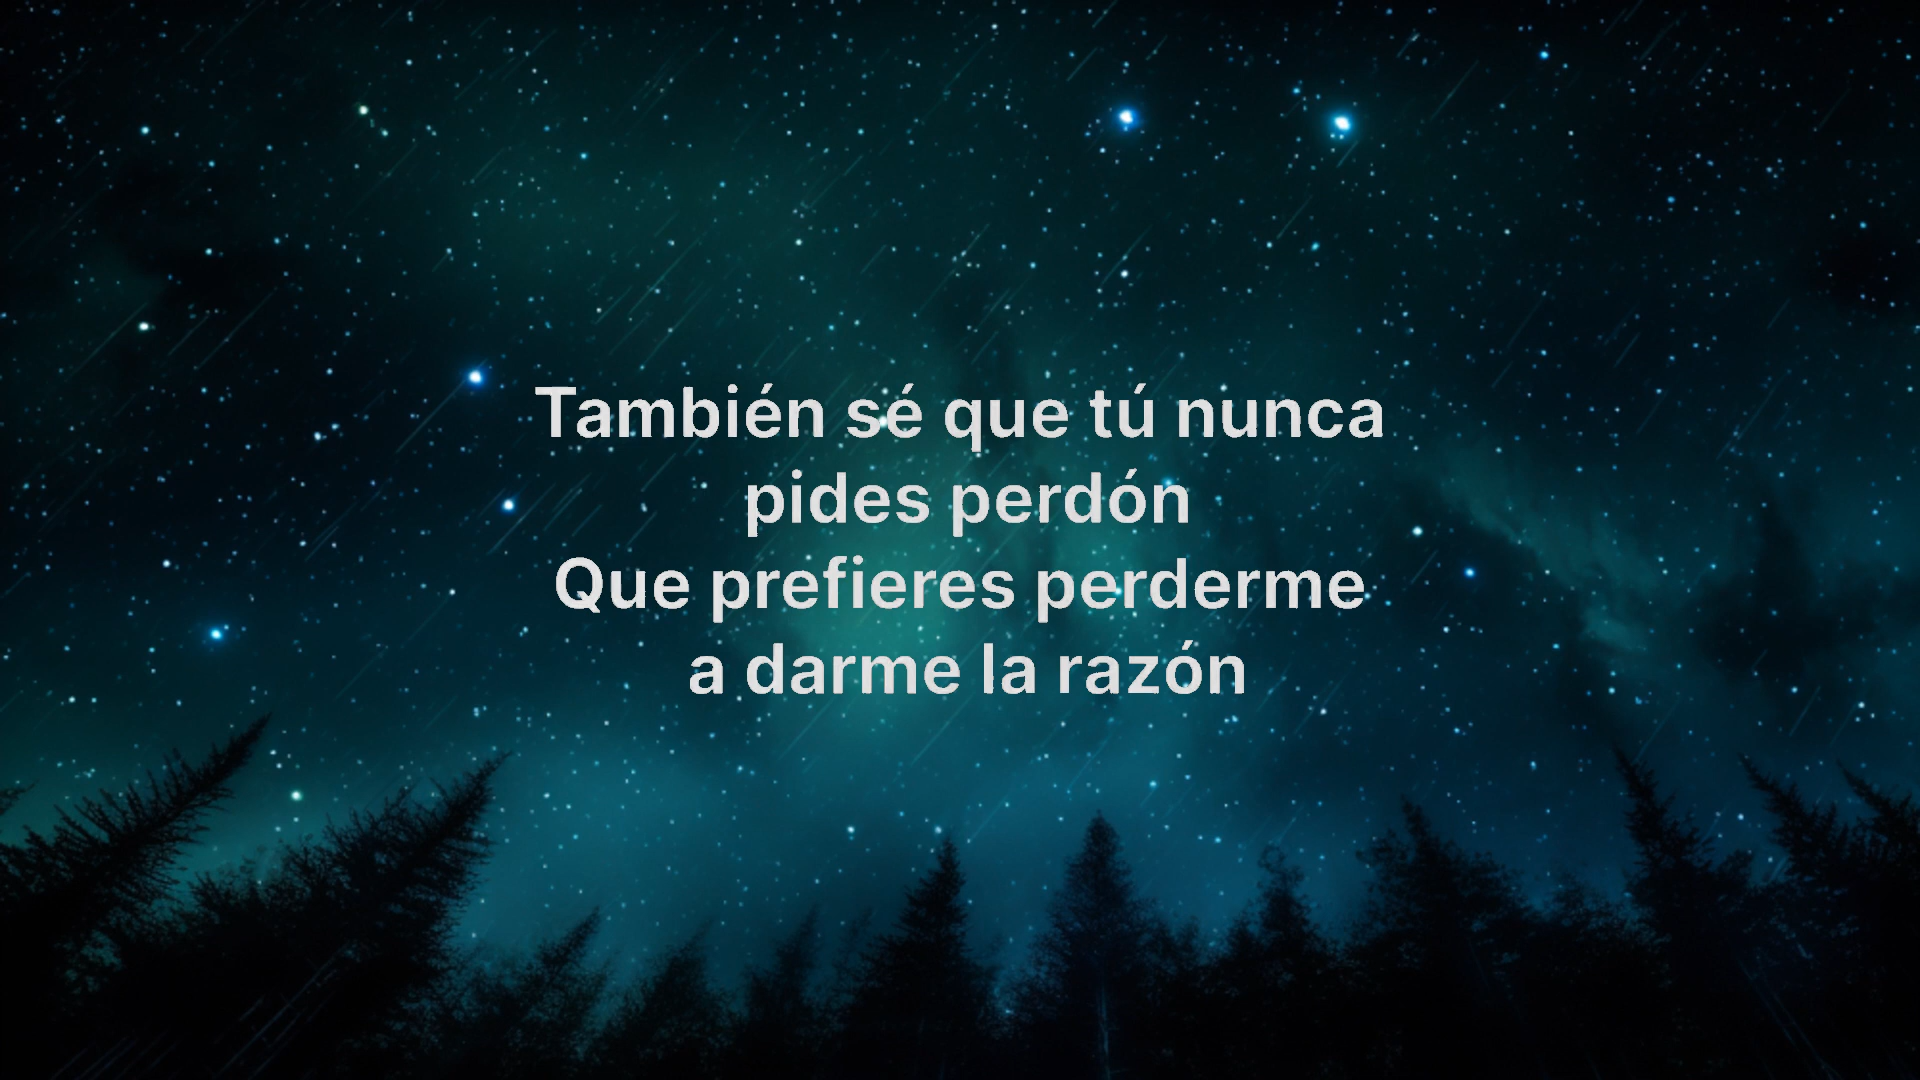 También sé que tú nunca
pides perdón
Que prefieres perderme
a darme la razón